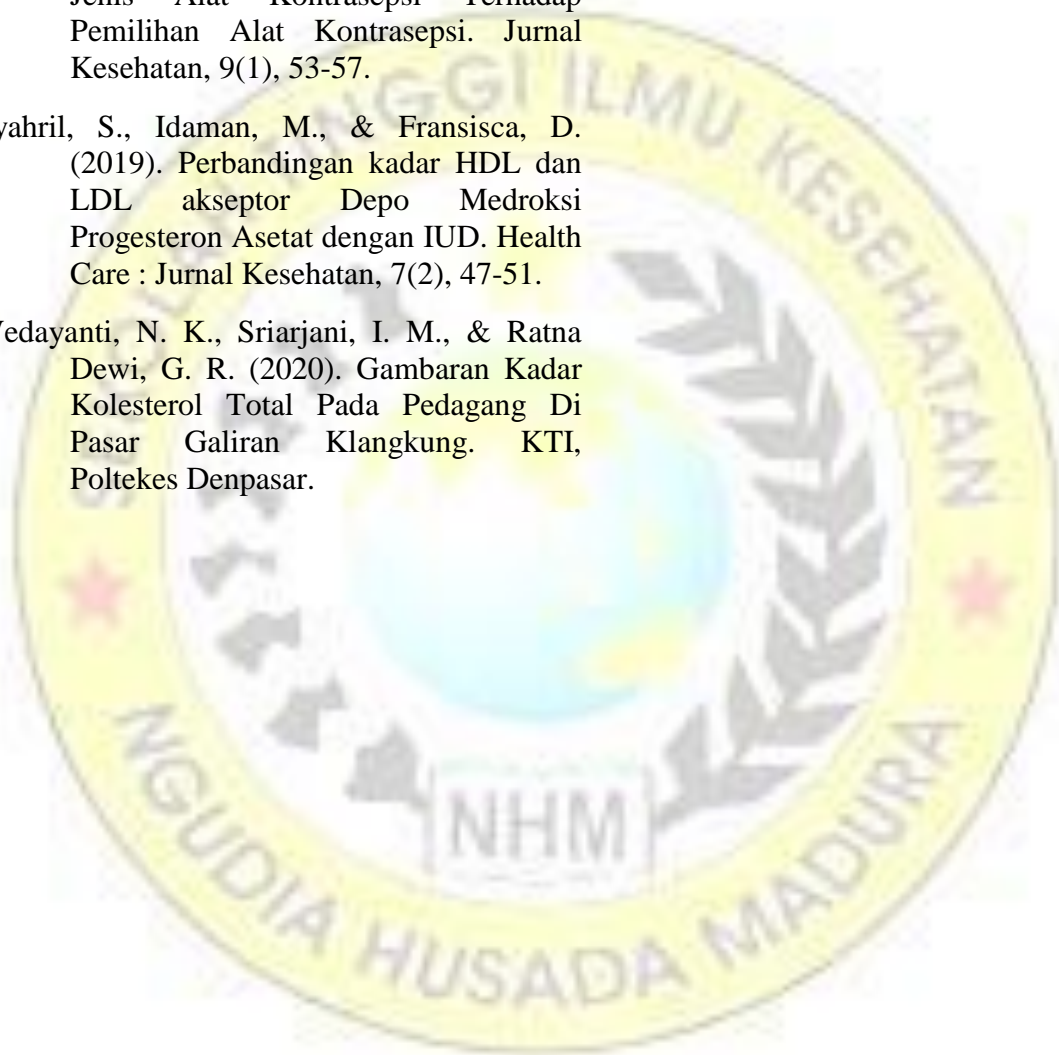 Jenis Alat Kontrasepsi Terhadap
Pemilihan Alat Kontrasepsi. Jurnal
Kesehatan, 9(1), 53-57.
yahril, S., Idaman, M., & Fransisca, D.
(2019). Perbandingan kadar HDL dan
LDL akseptor Depo Medroksi
Progesteron Asetat dengan IUD. Health
Care : Jurnal Kesehatan, 7(2), 47-51.
Vedayanti, N. K., Sriarjani, I. M., & Ratna
Dewi, G. R. (2020). Gambaran Kadar
Kolesterol Total Pada Pedagang Di
Pasar Galiran Klangkung. KTI,
Poltekes Denpasar.
TINGGI ILMU KESEHATAN
NHM
NGUDIA HUSADA MADURA